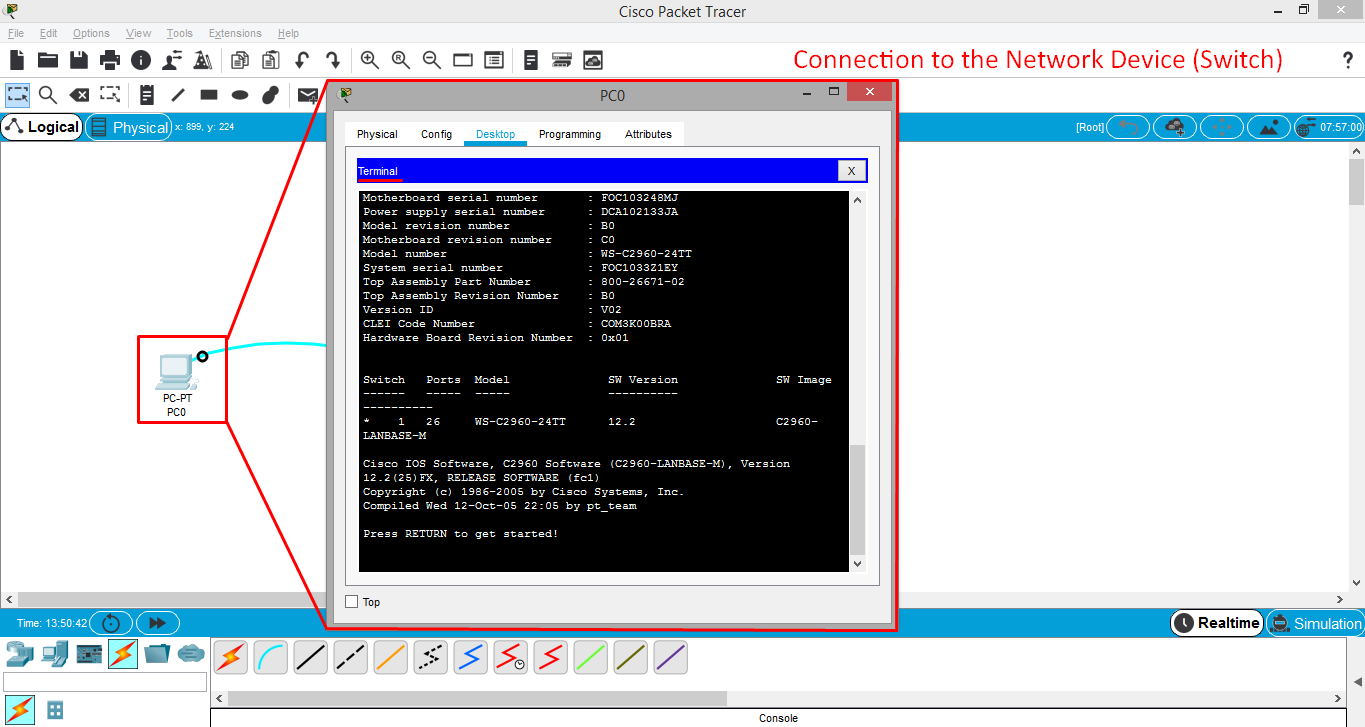 Cisco Packet Tracer
File Edit Options View Tools Extensions Help
Connection to the Network Device (Switch)
?
Logical
Physical
x: 899, y: 224
[Root]
07:57:00
PC0
Physical Config Desktop Programming Attributes
Terminal
X
Motherboard serial number : FOC103248MJ
Power supply serial number : DCA102133JA
Model revision number : B0
Motherboard revision number : C0
Model number : WS-C2960-24TT
System serial number : FOC1033Z1EY
Top Assembly Part Number : 800-26671-02
Top Assembly Revision Number : B0
Version ID : V02
CLEI Code Number : COM3K00BRA
Hardware Board Revision Number : 0x01
Switch Ports Model SW Version SW Image
------ ----- ----- ---------- 
----------
* 1 26 WS-C2960-24TT 12.2 C2960-
LANBASE-M
Cisco IOS Software, C2960 Software (C2960-LANBASE-M), Version
12.2(25)FX, RELEASE SOFTWARE (fc1)
Copyright (c) 1986-2005 by Cisco Systems, Inc.
Compiled Wed 12-Oct-05 22:05 by pt_team
Press RETURN to get started!
Top
PC-PT
PC0
Time: 13:50:42
Realtime
Simulation
Console